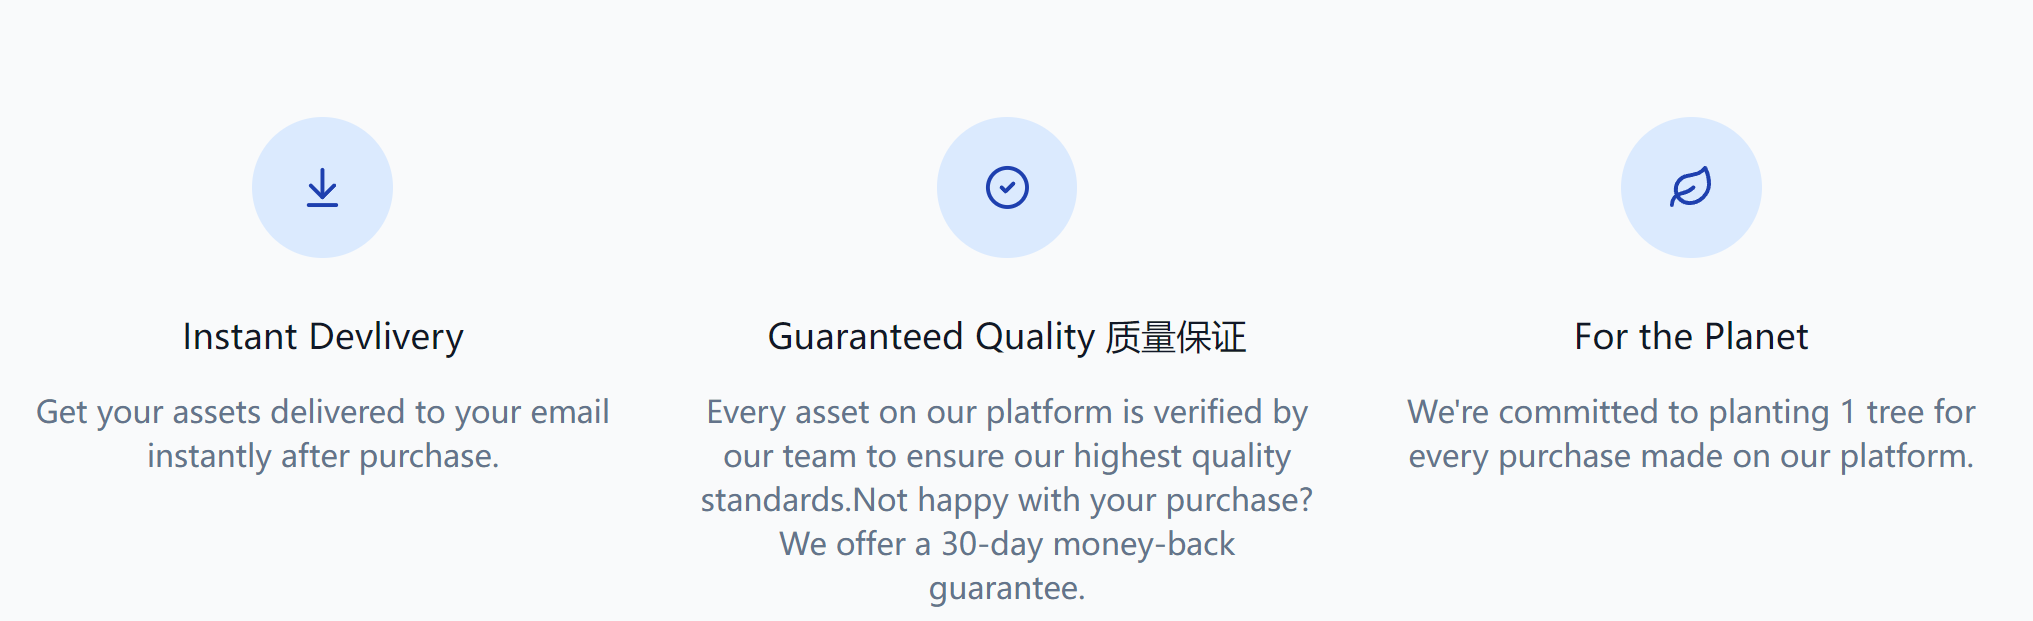 Instant Devlivery
Get your assets delivered to your email
instantly after purchase.
Guaranteed Quality 质量保证
Every asset on our platform is verified by
our team to ensure our highest quality
standards.Not happy with your purchase?
We offer a 30-day money-back
guarantee.
For the Planet
We're committed to planting 1 tree for
every purchase made on our platform.